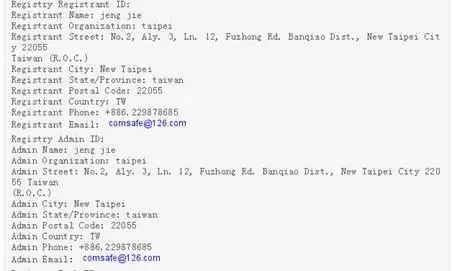 Registry Registrant ID:
Registrant Name: jeng jie
Registrant Organization: taipei
Registrant Street: No.2, Aly. 3, Ln. 12, Fuzhong Rd. Banqiao Dist., New Taipei Cit
y 22055
Taiwan (R.O.C.)
Registrant City: New Taipei
Registrant State/Province: taiwan
Registrant Postal Code: 22055
Registrant Country: TW
Registrant Phone: +886.229878685
Registrant Email: comsafe@126.com
Registry Admin ID:
Admin Name: jeng jie
Admin Organization: taipei
Admin Street: No.2, Aly. 3, Ln. 12, Fuzhong Rd. Banqiao Dist., New Taipei City 220
55 Taiwan
(R.O.C.)
Admin City: New Taipei
Admin State/Province: taiwan
Admin Postal Code: 22055
Admin Country: TW
Admin Phone: +886.229878685
Admin Email: comsafe@126.com